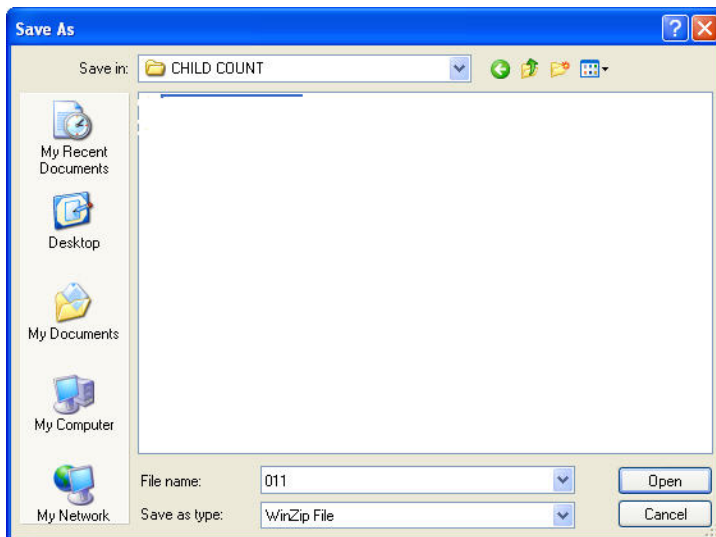 Save As
Save in:
CHILD COUNT
My Recent
Documents
Desktop
My Documents
My Computer
My Network
File name:
011
Open
Save as type:
WinZip File
Cancel